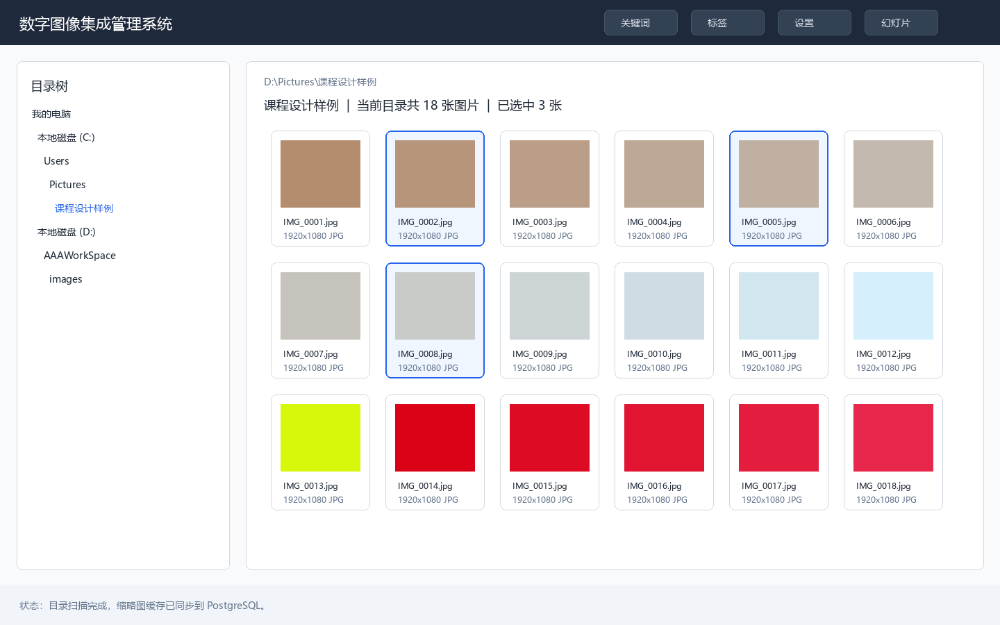 数字图像集成管理系统
关键词
标签
设置
幻灯片
目录树
我的电脑
本地磁盘 (C:)
Users
Pictures
课程设计样例
本地磁盘 (D:)
AAAWorkSpace
images
D:\Pictures\课程设计样例
课程设计样例 | 当前目录共 18 张图片 | 已选中 3 张
IMG_0001.jpg
1920x1080 JPG
IMG_0002.jpg
1920x1080 JPG
IMG_0003.jpg
1920x1080 JPG
IMG_0004.jpg
1920x1080 JPG
IMG_0005.jpg
1920x1080 JPG
IMG_0006.jpg
1920x1080 JPG
IMG_0007.jpg
1920x1080 JPG
IMG_0008.jpg
1920x1080 JPG
IMG_0009.jpg
1920x1080 JPG
IMG_0010.jpg
1920x1080 JPG
IMG_0011.jpg
1920x1080 JPG
IMG_0012.jpg
1920x1080 JPG
IMG_0013.jpg
1920x1080 JPG
IMG_0014.jpg
1920x1080 JPG
IMG_0015.jpg
1920x1080 JPG
IMG_0016.jpg
1920x1080 JPG
IMG_0017.jpg
1920x1080 JPG
IMG_0018.jpg
1920x1080 JPG
状态：目录扫描完成，缩略图缓存已同步到 PostgreSQL。